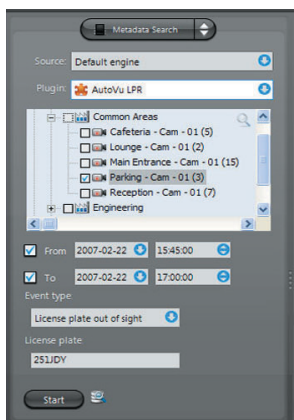 Metadata Search
Source: Default engine
Plugin: AutoVu LPR
Common Areas
Cafeteria - Cam - 01 (5)
Lounge - Cam - 01 (2)
Main Entrance - Cam - 01 (15)
Parking - Cam - 01 (3)
Reception - Cam - 01 (7)
Engineering
From 2007-02-22 15:45:00
To 2007-02-22 17:00:00
Event type
License plate out of sight
License plate
251JDY
Start